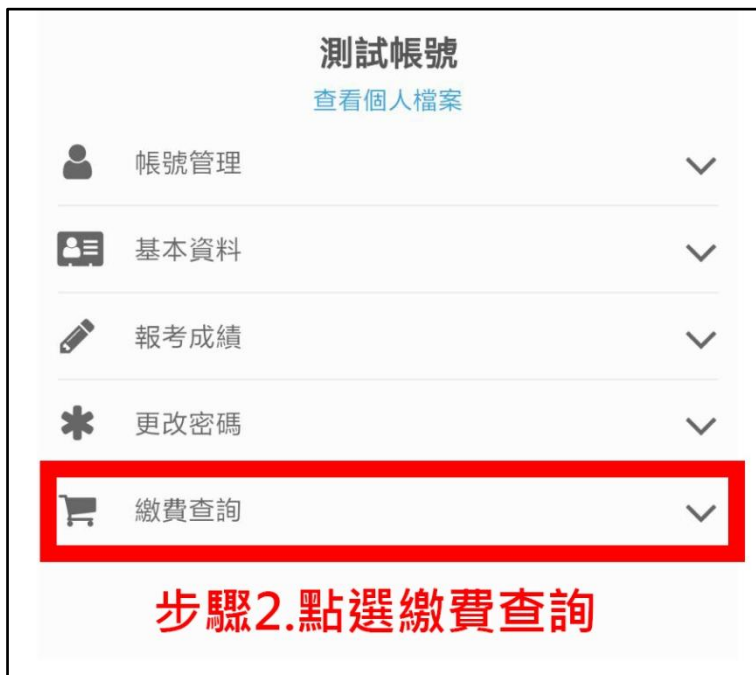 測試帳號
查看個人檔案
帳號管理
基本資料
報考成績
更改密碼
繳費查詢
步驟2.點選繳費查詢